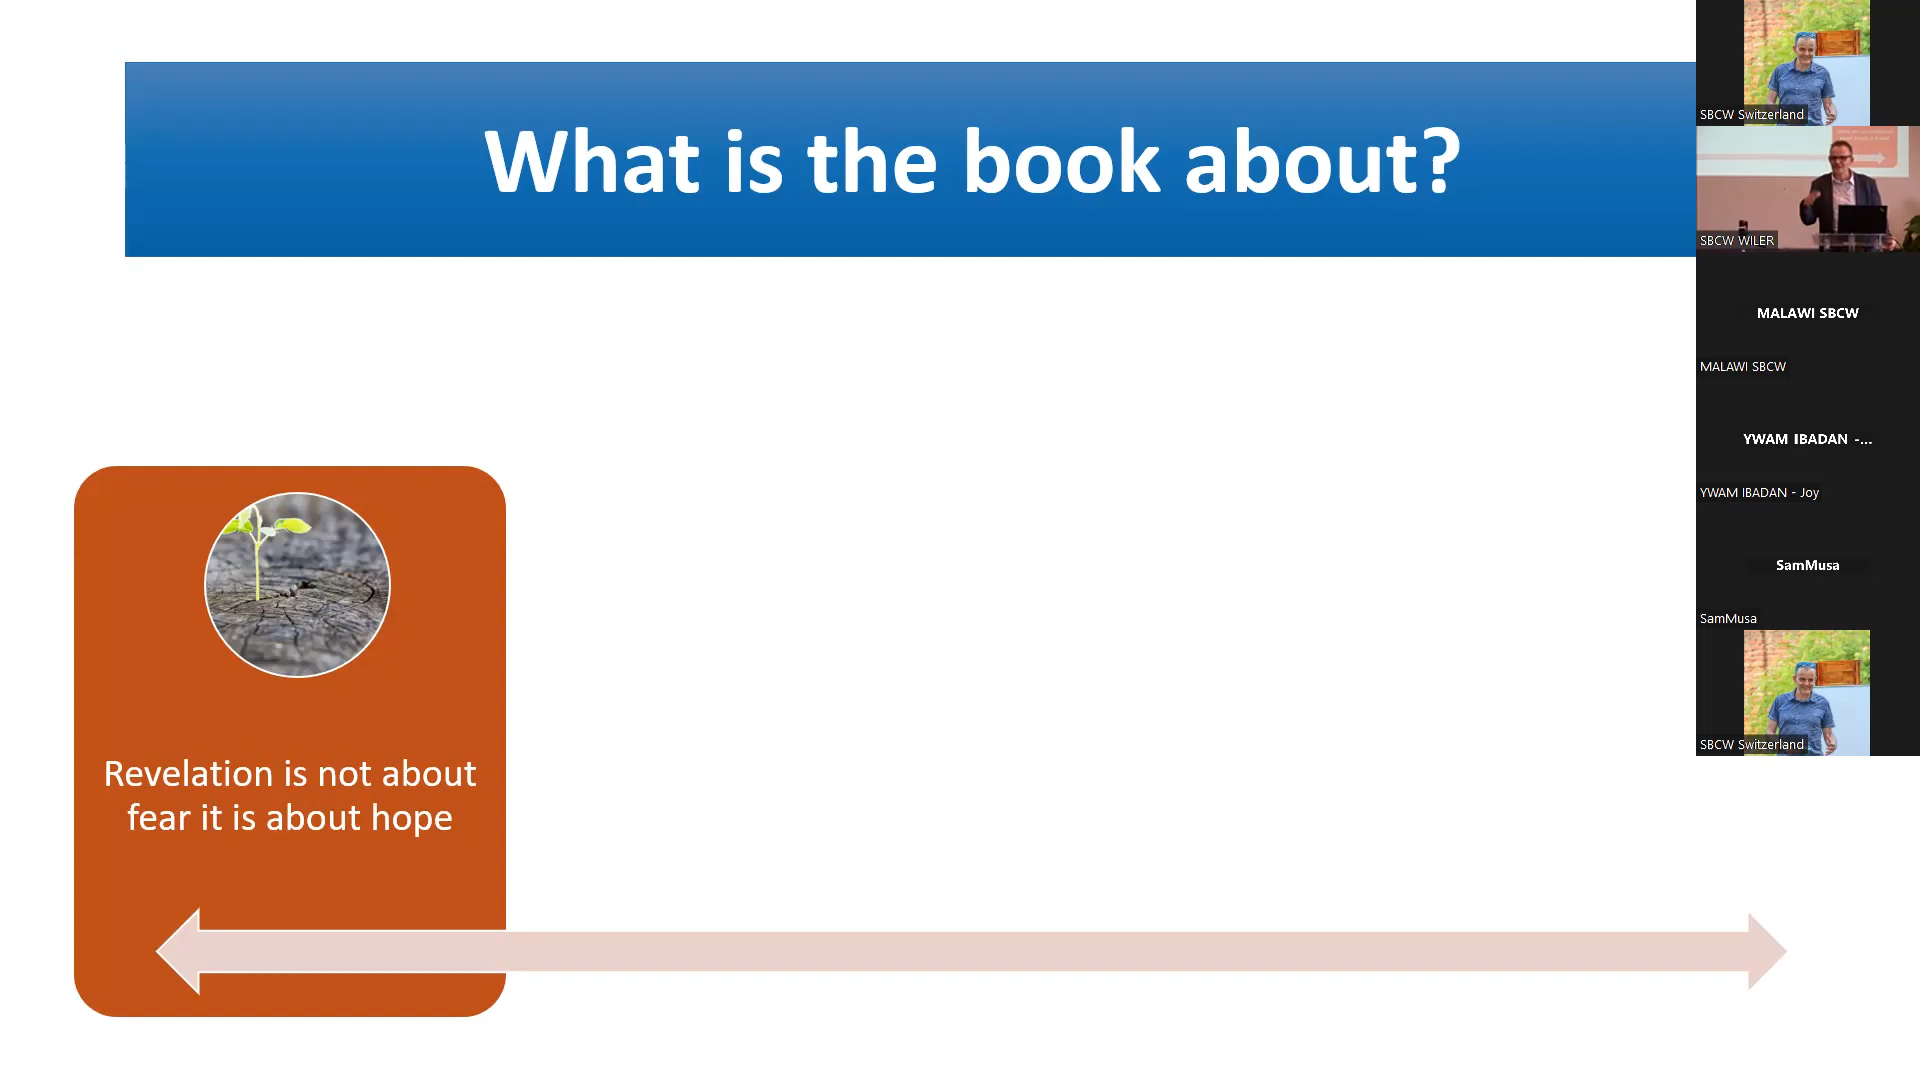 What is the book about?
Revelation is not about
fear it is about hope
SBCW Switzerland
SBCW WILER
MALAWI SBCW
MALAWI SBCW
YWAM IBADAN -...
YWAM IBADAN - Joy
SamMusa
SamMusa
SBCW Switzerland